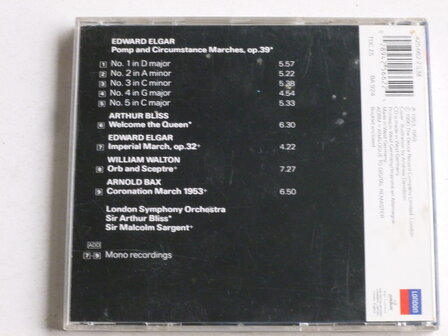 EDWARD ELGAR
Pomp and Circumstance Marches, op.39*
1 No. 1 in D major 5.57
2 No. 2 in A minor 5.22
3 No. 3 in C minor 5.38
4 No. 4 in G major 4.54
5 No. 5 in C major 5.33
ARTHUR BLISS
6 Welcome the Queen* 6.30
EDWARD ELGAR
7 Imperial March, op.32+ 4.22
WILLIAM WALTON
8 Orb and Sceptre+ 7.27
ARNOLD BAX
9 Coronation March 1953+ 6.50
London Symphony Orchestra
Sir Arthur Bliss*
Sir Malcolm Sargent+
ADD
7 - 9 Mono recordings
London